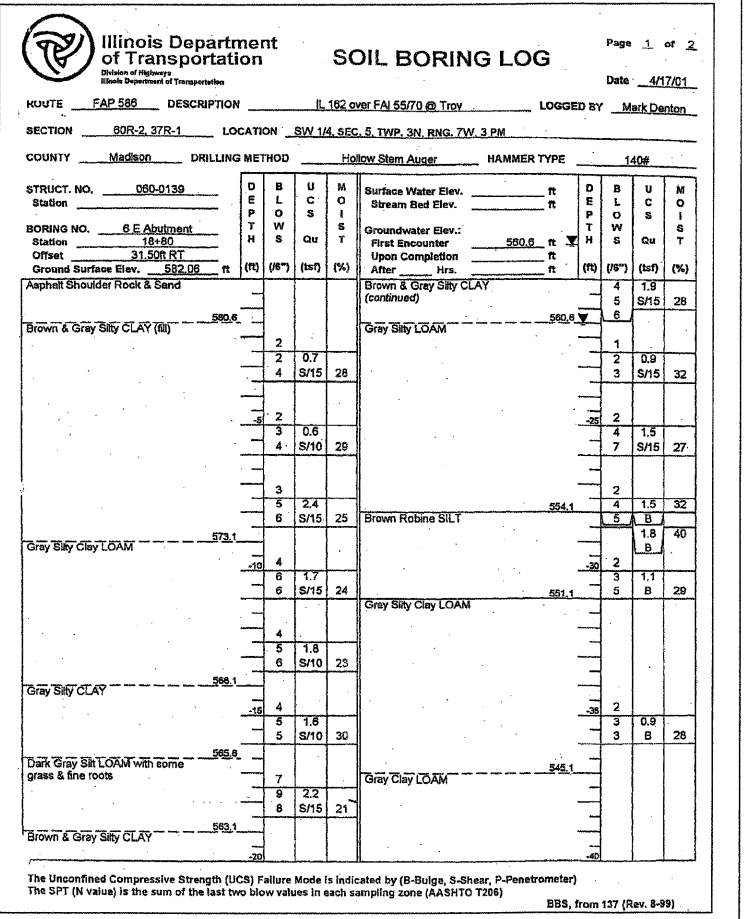 Illinois Department
of Transportation
Division of Highways
Illinois Department of Transportation
SOIL BORING LOG
Page 1 of 2
Date 4/17/01
ROUTE FAP 586 DESCRIPTION IL 162 over FAI 55/70 @ Troy LOGGED BY Mark Denton
SECTION 60R-2, 37R-1 LOCATION SW 1/4, SEC. 5, TWP. 3N, RNG. 7W, 3 PM
COUNTY Madison DRILLING METHOD Hollow Stem Auger HAMMER TYPE 140#
STRUCT. NO. 060-0139
Station
BORING NO. 6 E Abutment
Station 18+80
Offset 31.50ft RT
Ground Surface Elev. 582.06 ft
DEPTH (ft)
BLOWS (/6")
UCS Qu (tsf)
MOIST (%)
Asphalt Shoulder Rock & Sand
580.6
Brown & Gray Silty CLAY (fill)
2
2 0.7
4 S/15 28
-5 2
3 0.6
4 S/10 29
3
5 2.4
6 S/15 25
573.1
Gray Silty Clay LOAM
-10 4
6 1.7
6 S/15 24
4
5 1.8
6 S/10 23
568.1
Gray Silty CLAY
-15 4
5 1.6
5 S/10 30
565.6
Dark Gray Silt LOAM with some
grass & fine roots
7
9 2.2
8 S/15 21
563.1
Brown & Gray Silty CLAY
-20
Surface Water Elev. ft
Stream Bed Elev. ft
Groundwater Elev.:
First Encounter 560.6 ft
Upon Completion ft
After Hrs. ft
DEPTH (ft)
BLOWS (/6")
UCS Qu (tsf)
MOIST (%)
Brown & Gray Silty CLAY 4 1.9
(continued) 5 S/15 28
560.6 6
Gray Silty LOAM
1
2 0.9
3 S/15 32
-25 2
4 1.5
7 S/15 27
2
554.1 4 1.5 32
Brown Robine SILT 5 B
1.8 40
B
-30 2
3 1.1
551.1 5 B 29
Gray Silty Clay LOAM
-35 2
3 0.9
3 B 28
545.1
Gray Clay LOAM
-40
The Unconfined Compressive Strength (UCS) Failure Mode is indicated by (B-Bulge, S-Shear, P-Penetrometer)
The SPT (N value) is the sum of the last two blow values in each sampling zone (AASHTO T206)
BBS, from 137 (Rev. 8-99)